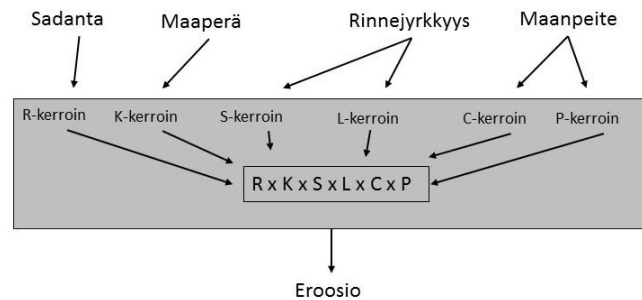 Sadanta Maaperä Rinnejyrkkyys Maanpeite
R-kerroin K-kerroin S-kerroin L-kerroin C-kerroin P-kerroin
R x K x S x L x C x P
Eroosio